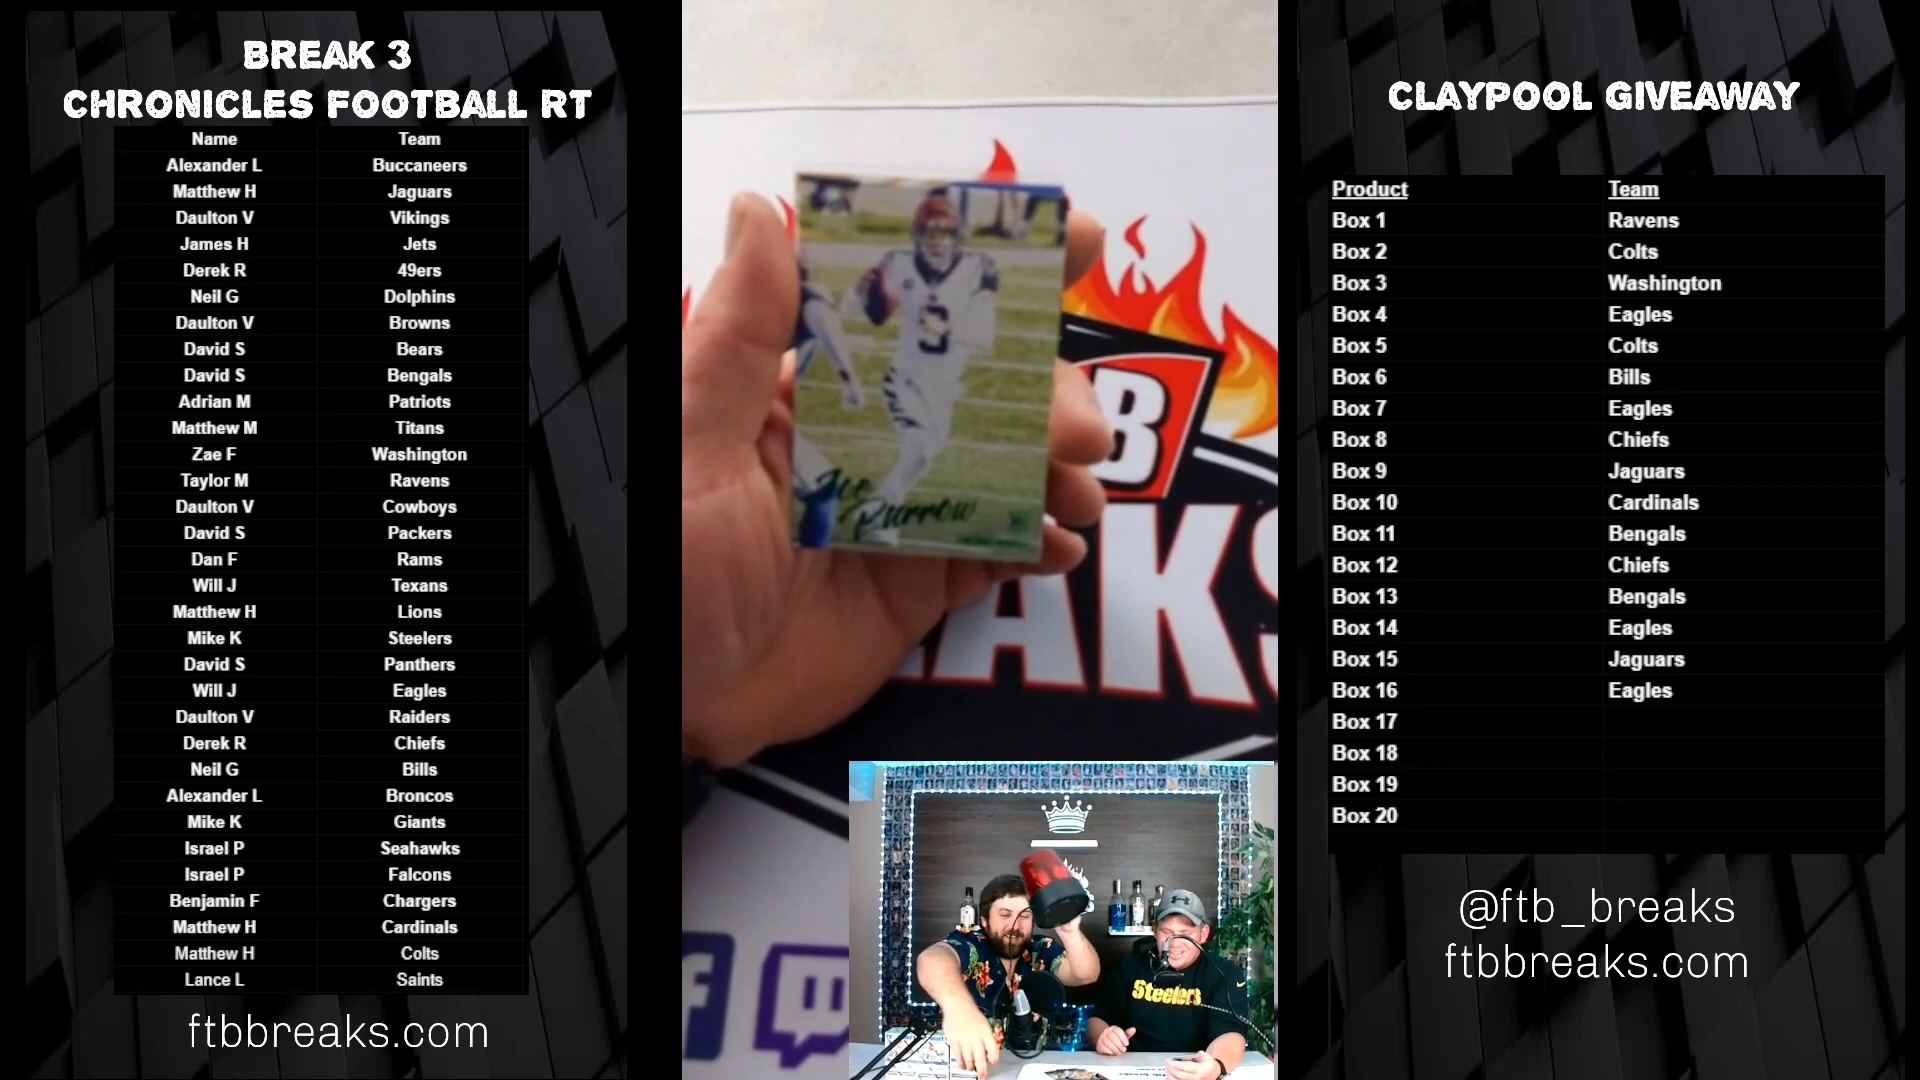 BREAK 3
CHRONICLES FOOTBALL RT
Name Team
Alexander L Buccaneers
Matthew H Jaguars
Daulton V Vikings
James H Jets
Derek R 49ers
Neil G Dolphins
Daulton V Browns
David S Bears
David S Bengals
Adrian M Patriots
Matthew M Titans
Zae F Washington
Taylor M Ravens
Daulton V Cowboys
David S Packers
Dan F Rams
Will J Texans
Matthew H Lions
Mike K Steelers
David S Panthers
Will J Eagles
Daulton V Raiders
Derek R Chiefs
Neil G Bills
Alexander L Broncos
Mike K Giants
Israel P Seahawks
Israel P Falcons
Benjamin F Chargers
Matthew H Cardinals
Matthew H Colts
Lance L Saints
ftbbreaks.com
9
Joe
Burrow
B
EAKS
Steelers
CLAYPOOL GIVEAWAY
Product Team
Box 1 Ravens
Box 2 Colts
Box 3 Washington
Box 4 Eagles
Box 5 Colts
Box 6 Bills
Box 7 Eagles
Box 8 Chiefs
Box 9 Jaguars
Box 10 Cardinals
Box 11 Bengals
Box 12 Chiefs
Box 13 Bengals
Box 14 Eagles
Box 15 Jaguars
Box 16 Eagles
Box 17
Box 18
Box 19
Box 20
@ftb_breaks
ftbbreaks.com